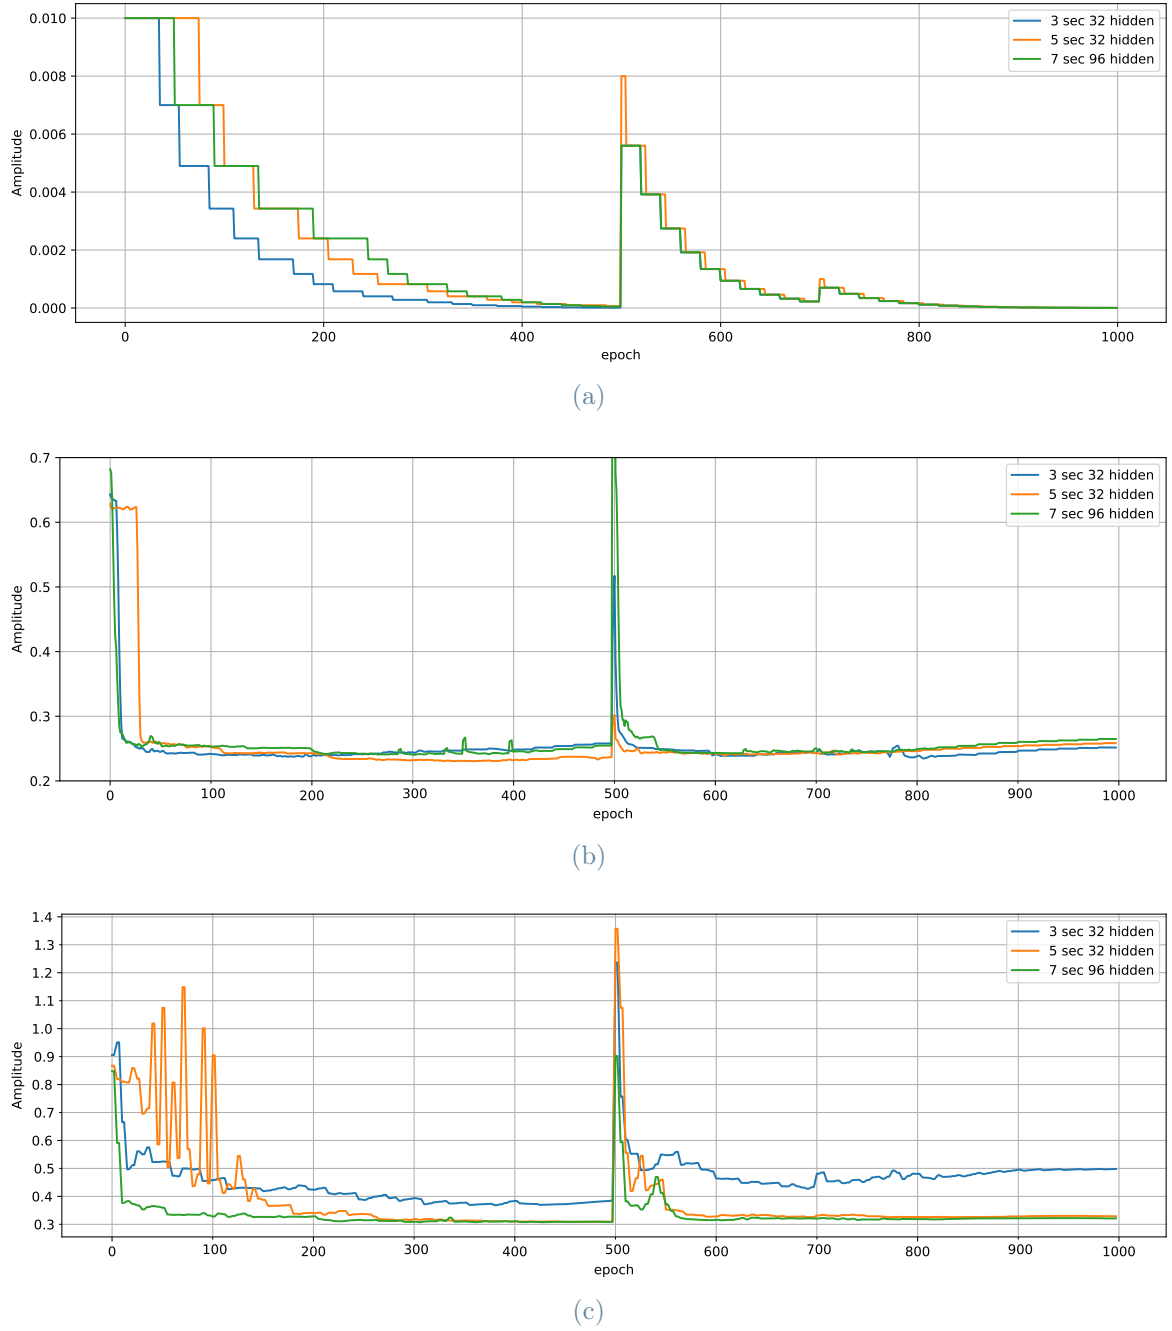 0.010
0.008
0.006
0.004
0.002
0.000
Amplitude
3 sec 32 hidden
5 sec 32 hidden
7 sec 96 hidden
0 200 400 600 800 1000
epoch
(a)
0.7
0.6
0.5
0.4
0.3
0.2
Amplitude
3 sec 32 hidden
5 sec 32 hidden
7 sec 96 hidden
0 100 200 300 400 500 600 700 800 900 1000
epoch
(b)
1.4
1.3
1.2
1.1
1.0
0.9
0.8
0.7
0.6
0.5
0.4
0.3
Amplitude
3 sec 32 hidden
5 sec 32 hidden
7 sec 96 hidden
0 100 200 300 400 500 600 700 800 900 1000
epoch
(c)